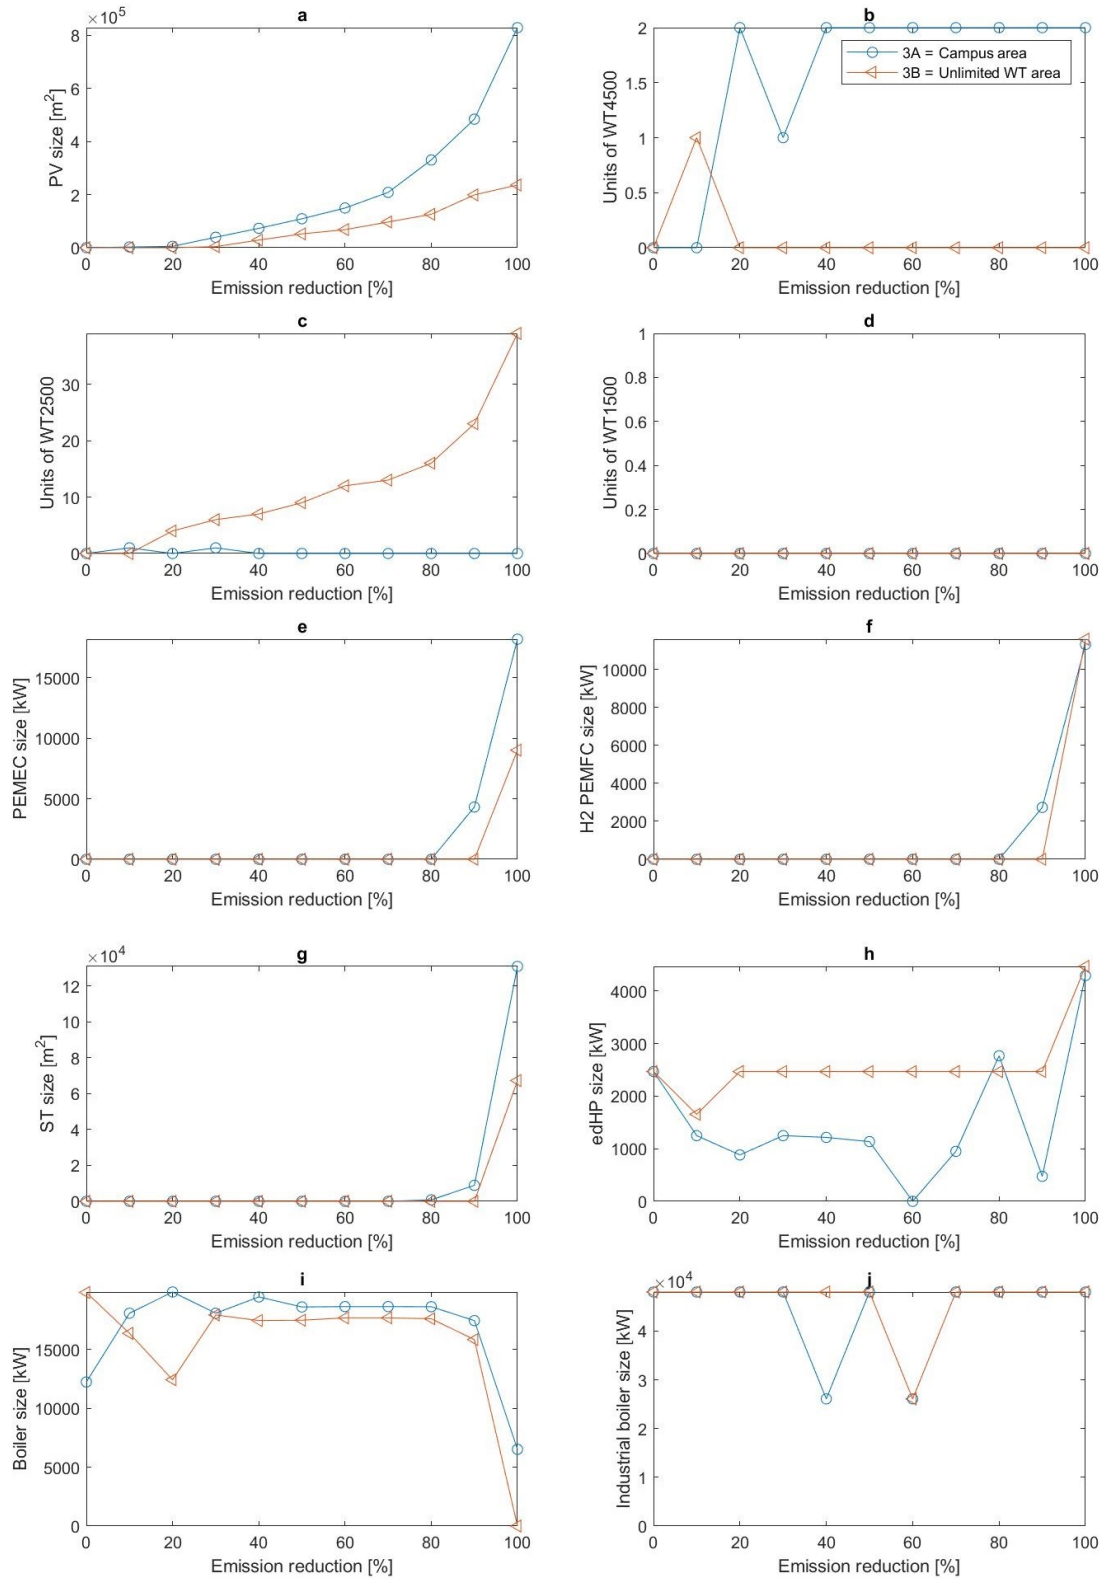 a
×10⁵
8
6
4
2
0
PV size [m²]
0 20 40 60 80 100
Emission reduction [%]
b
2
1.5
1
0.5
0
Units of WT4500
3A = Campus area
3B = Unlimited WT area
0 20 40 60 80 100
Emission reduction [%]
c
30
20
10
0
Units of WT2500
0 20 40 60 80 100
Emission reduction [%]
d
1
0.8
0.6
0.4
0.2
0
Units of WT1500
0 20 40 60 80 100
Emission reduction [%]
e
15000
10000
5000
0
PEMEC size [kW]
0 20 40 60 80 100
Emission reduction [%]
f
10000
8000
6000
4000
2000
0
H2 PEMFC size [kW]
0 20 40 60 80 100
Emission reduction [%]
g
×10⁴
12
10
8
6
4
2
0
ST size [m²]
0 20 40 60 80 100
Emission reduction [%]
h
4000
3000
2000
1000
0
edHP size [kW]
0 20 40 60 80 100
Emission reduction [%]
i
15000
10000
5000
0
Boiler size [kW]
0 20 40 60 80 100
Emission reduction [%]
j
×10⁴
4
3
2
1
0
Industrial boiler size [kW]
0 20 40 60 80 100
Emission reduction [%]